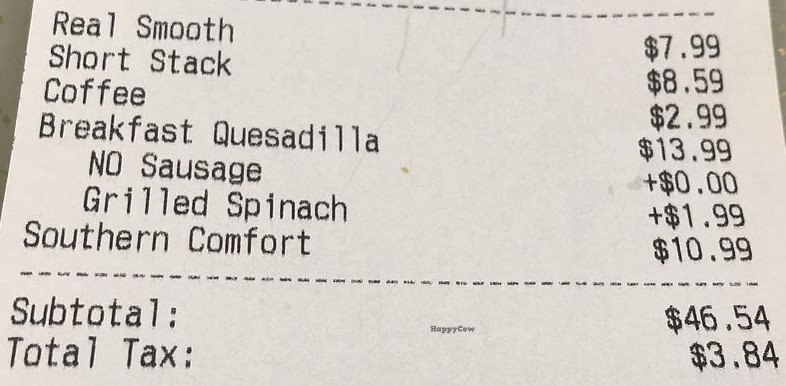 Real Smooth $7.99
Short Stack $8.59
Coffee $2.99
Breakfast Quesadilla $13.99
NO Sausage +$0.00
Grilled Spinach +$1.99
Southern Comfort $10.99
Subtotal: $46.54
HappyCow
Total Tax: $3.84